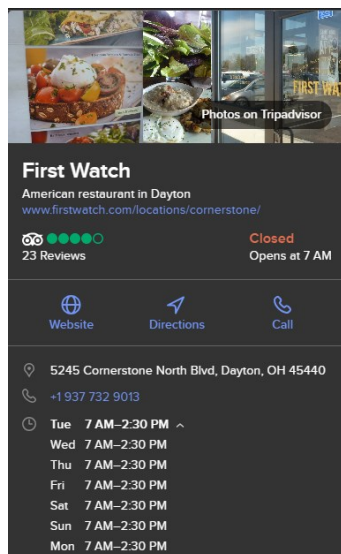 FIRST WA
Photos on Tripadvisor
First Watch
American restaurant in Dayton
www.firstwatch.com/locations/cornerstone/
Closed
23 Reviews
Opens at 7 AM
Website
Directions
Call
5245 Cornerstone North Blvd, Dayton, OH 45440
+1 937 732 9013
Tue 7 AM–2:30 PM
Wed 7 AM–2:30 PM
Thu 7 AM–2:30 PM
Fri 7 AM–2:30 PM
Sat 7 AM–2:30 PM
Sun 7 AM–2:30 PM
Mon 7 AM–2:30 PM